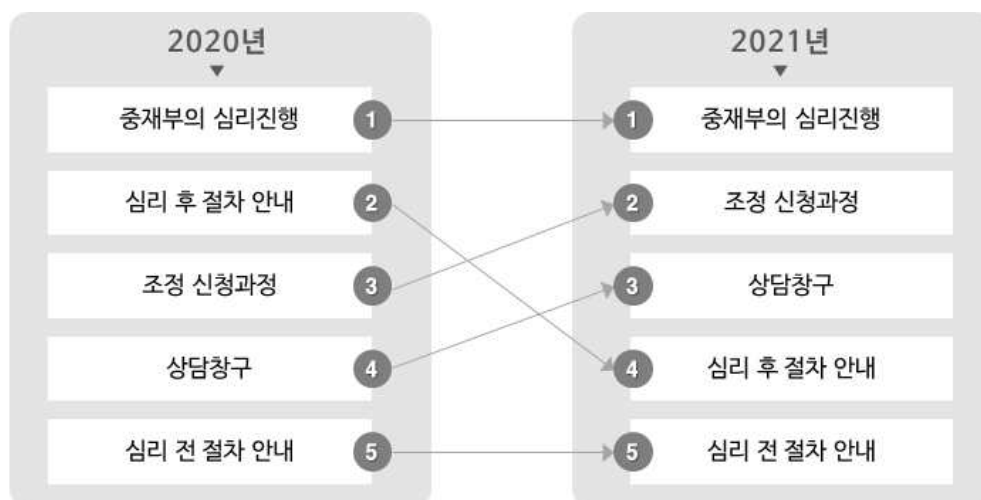 2020년
▼
중재부의 심리진행 1
심리 후 절차 안내 2
조정 신청과정 3
상담창구 4
심리 전 절차 안내 5
2021년
▼
1 중재부의 심리진행
2 조정 신청과정
3 상담창구
4 심리 후 절차 안내
5 심리 전 절차 안내